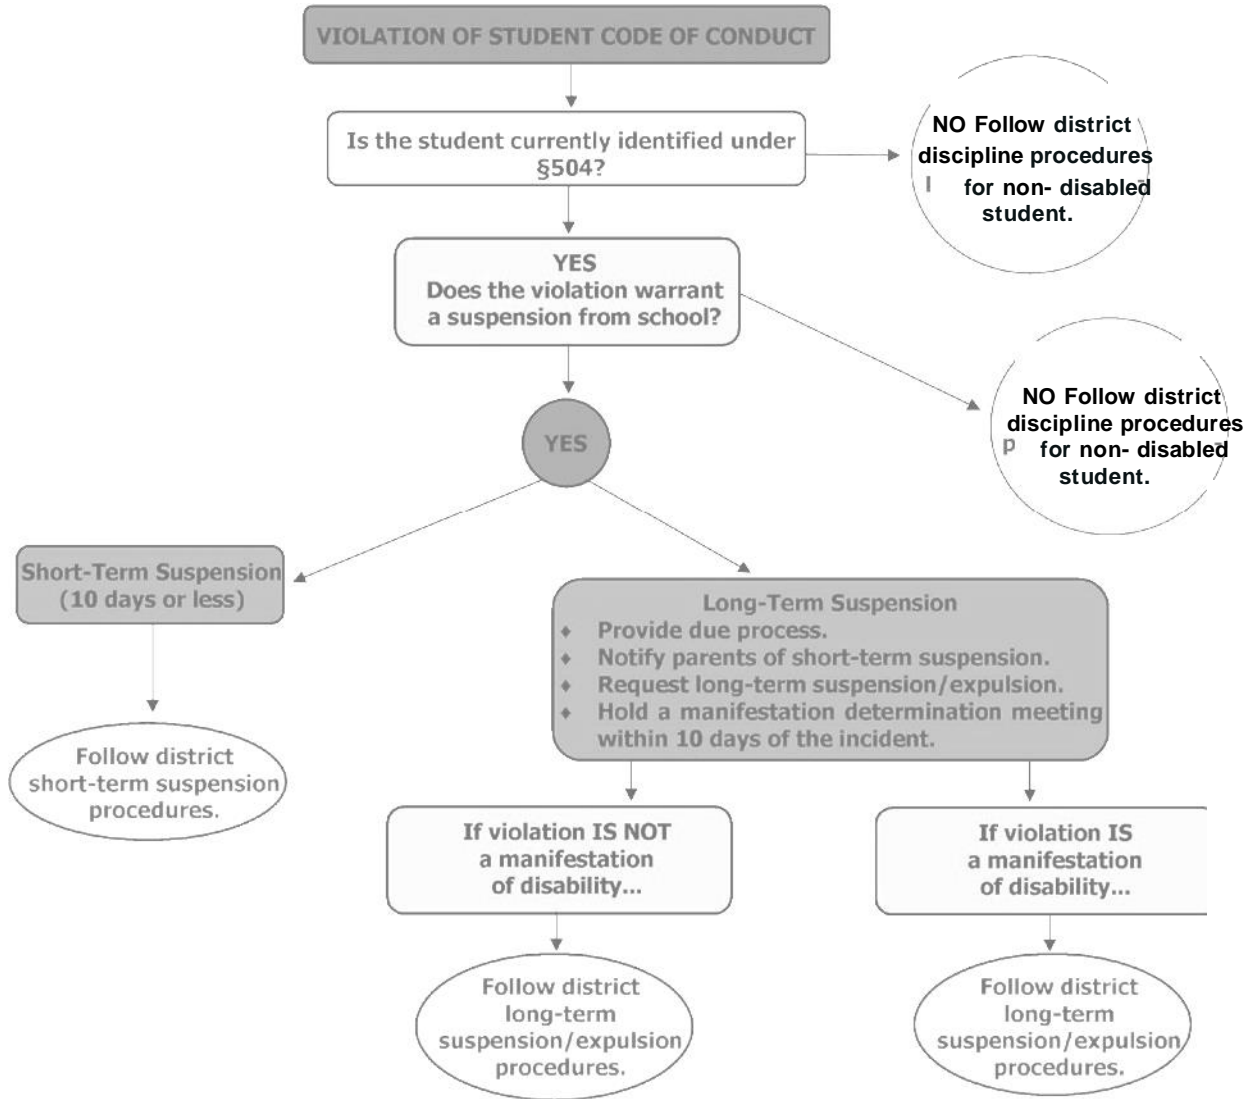 VIOLATION OF STUDENT CODE OF CONDUCT
Is the student currently identified under
§504?
NO Follow district
discipline procedures
for non- disabled
student.
YES
Does the violation warrant
a suspension from school?
NO Follow district
discipline procedures
p for non- disabled
student.
YES
Short-Term Suspension
(10 days or less)
Follow district
short-term suspension
procedures.
Long-Term Suspension
♦ Provide due process.
♦ Notify parents of short-term suspension.
♦ Request long-term suspension/expulsion.
♦ Hold a manifestation determination meeting
within 10 days of the incident.
If violation IS NOT
a manifestation
of disability...
If violation IS
a manifestation
of disability...
Follow district
long-term
suspension/expulsion
procedures.
Follow district
long-term
suspension/expulsion
procedures.